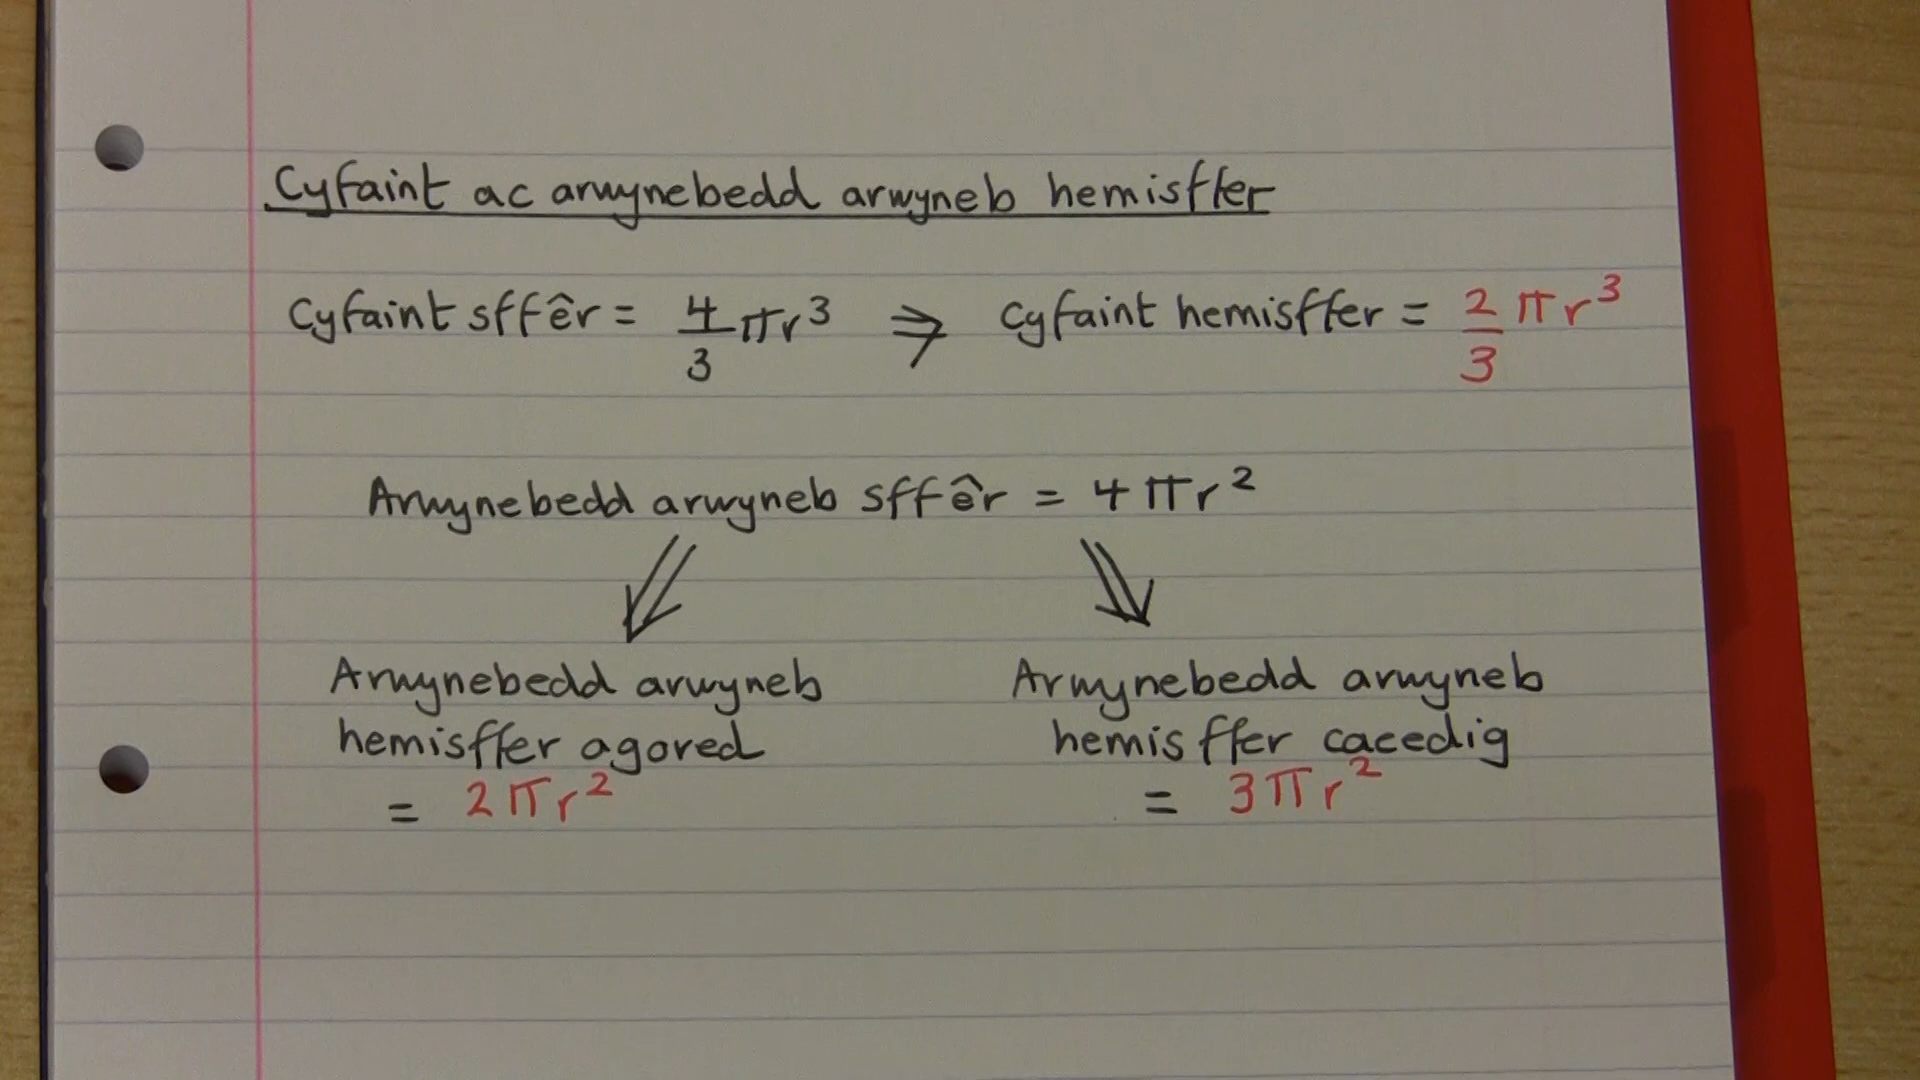 Cyfaint ac arwynebedd arwyneb hemisffer
Cyfaint sffêr = 4/3 πr³ ⇒ Cyfaint hemisffer = 2/3 πr³
Arwynebedd arwyneb sffêr = 4πr²
Arwynebedd arwyneb
hemisffer agored
= 2πr²
Arwynebedd arwyneb
hemisffer caeedig
= 3πr²